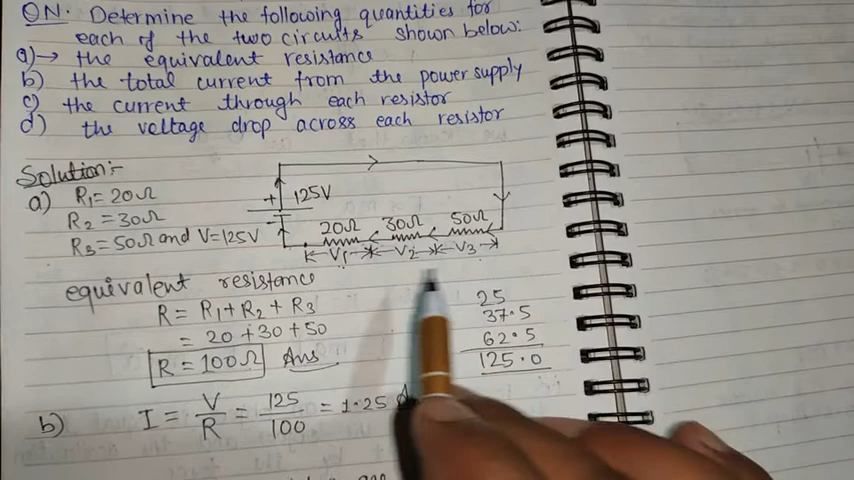 QN. Determine the following quantities for
each of the two circuits shown below:
a)→ the equivalent resistance
b) the total current from the power supply
c) the current through each resistor
d) the voltage drop across each resistor
Solution:-
a) R₁=20Ω
R₂=30Ω
R₃=50Ω and V=125V
+ 125V
-
20Ω 30Ω 50Ω
V₁ V₂ V₃
equivalent resistance
R = R₁+R₂+R₃
= 20+30+50
R=100Ω Ans
25
37.5
62.5
125.0
b) I = V/R = 125/100 = 1.25